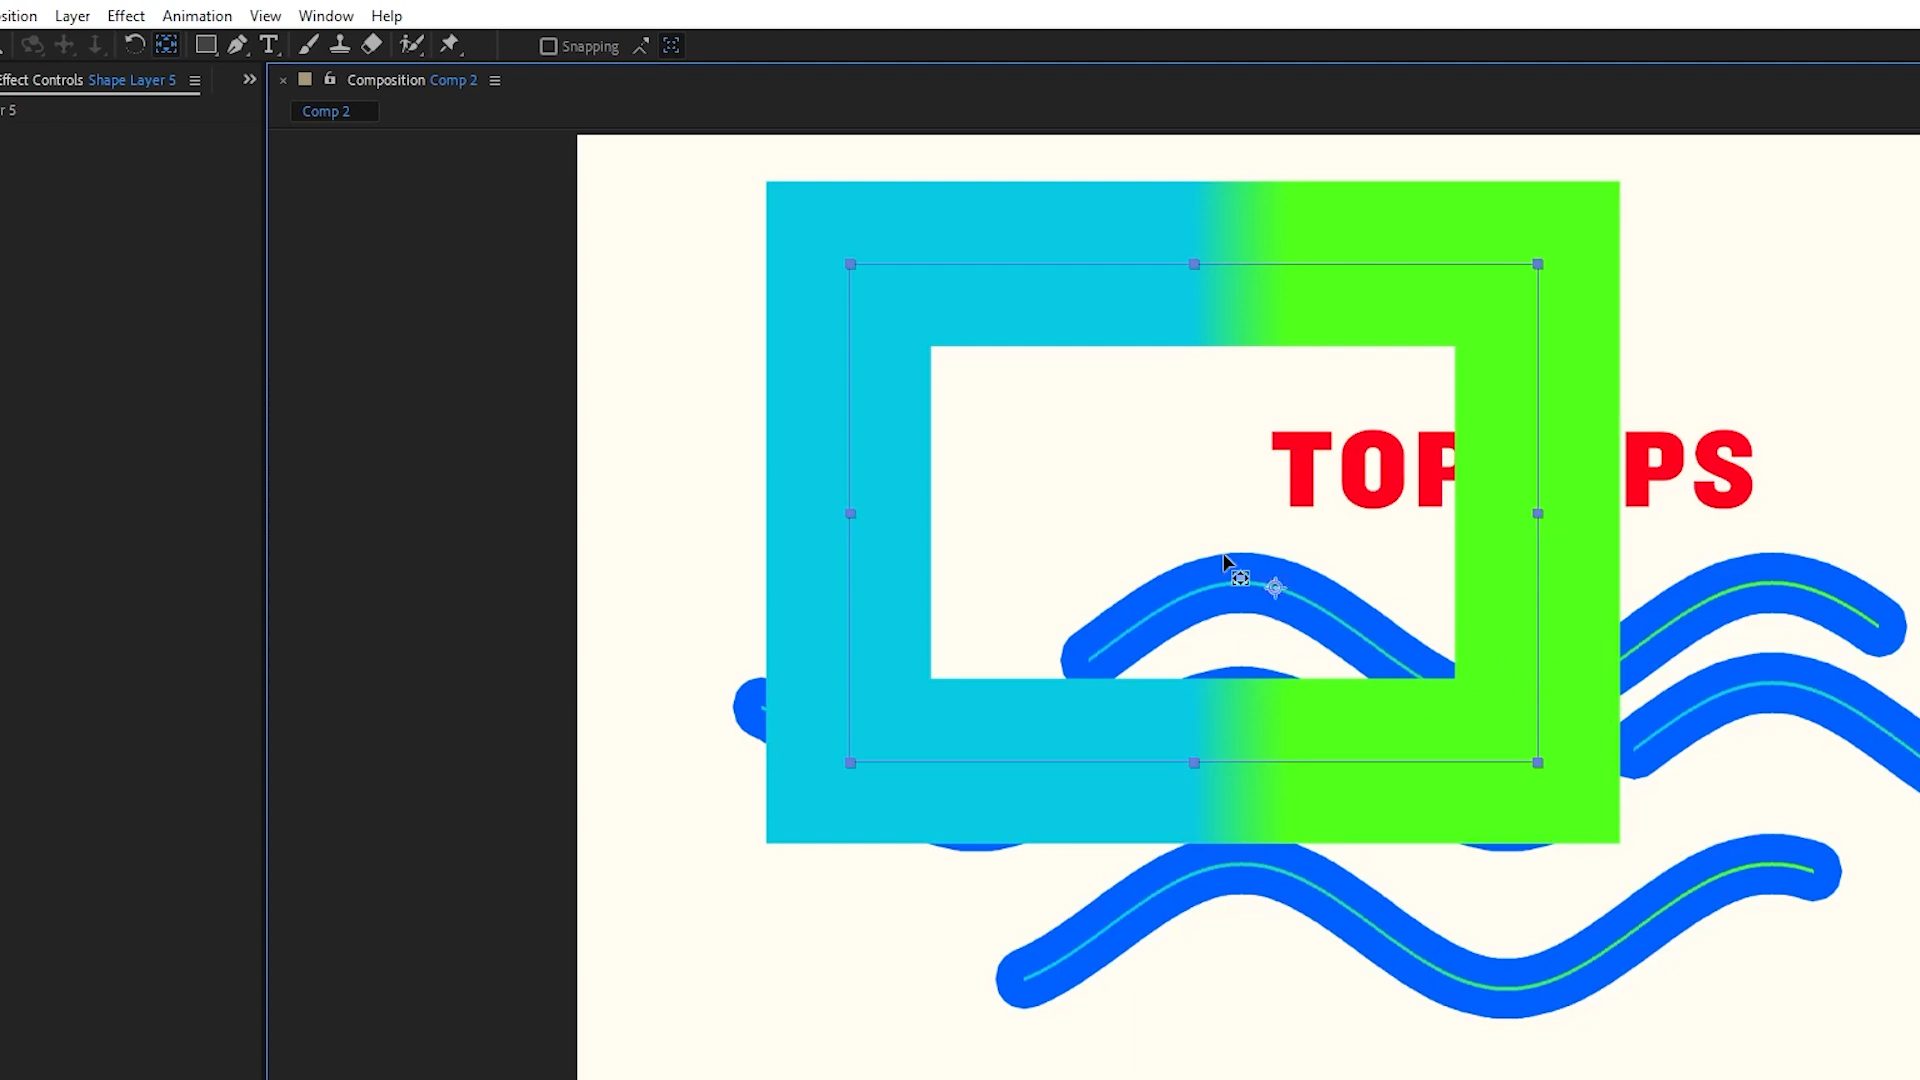 sition Layer Effect Animation View Window Help
Snapping
ffect Controls Shape Layer 5
Composition Comp 2
r 5
Comp 2
TOP PS